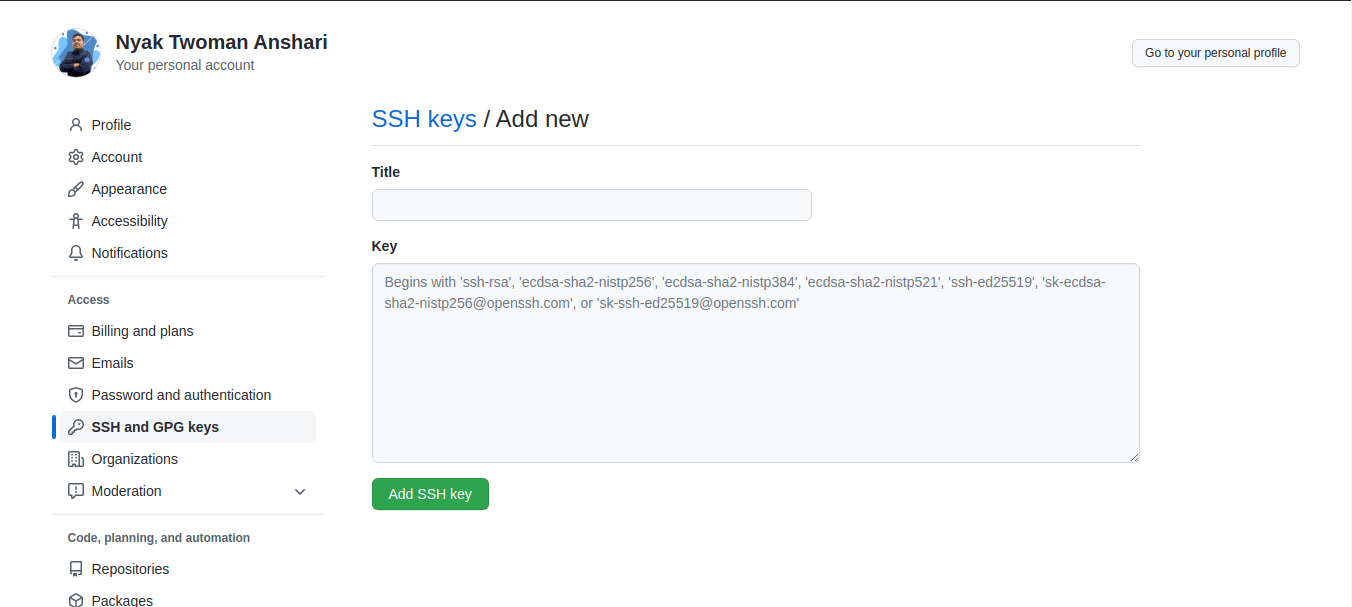 Nyak Twoman Anshari
Your personal account
Go to your personal profile
Profile
Account
Appearance
Accessibility
Notifications
Access
Billing and plans
Emails
Password and authentication
SSH and GPG keys
Organizations
Moderation
Code, planning, and automation
Repositories
Packages
SSH keys / Add new
Title
Key
Begins with 'ssh-rsa', 'ecdsa-sha2-nistp256', 'ecdsa-sha2-nistp384', 'ecdsa-sha2-nistp521', 'ssh-ed25519', 'sk-ecdsa-
sha2-nistp256@openssh.com', or 'sk-ssh-ed25519@openssh.com'
Add SSH key